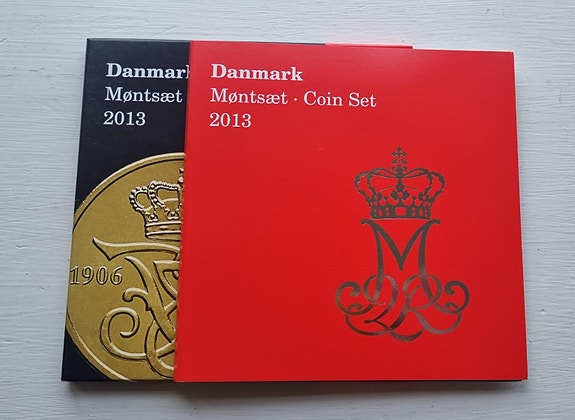 Danmark
Møntsæt
2013
1906
Danmark
Møntsæt · Coin Set
2013